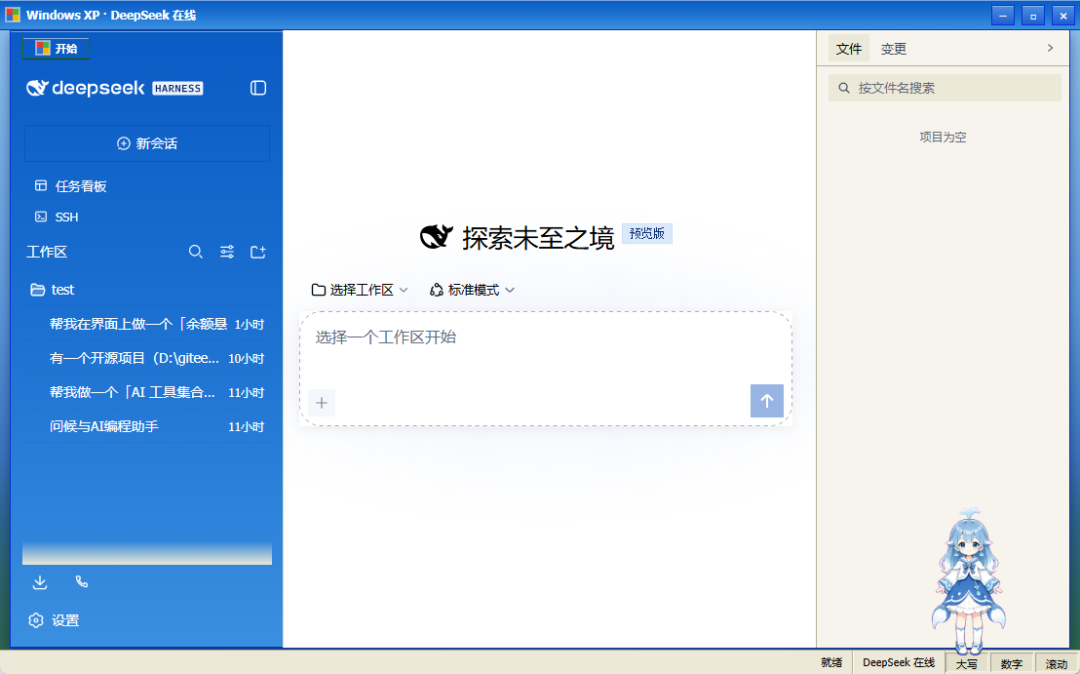 Windows XP · DeepSeek 在线
开始
deepseek HARNESS
新会话
任务看板
SSH
工作区
test
帮我在界面上做一个「余额悬 1小时
有一个开源项目（D:\gitee... 10小时
帮我做一个「AI 工具集合... 11小时
问候与AI编程助手 11小时
设置
探索未至之境 预览版
选择工作区 标准模式
选择一个工作区开始
文件 变更
按文件名搜索
项目为空
就绪 DeepSeek 在线 大写 数字 滚动